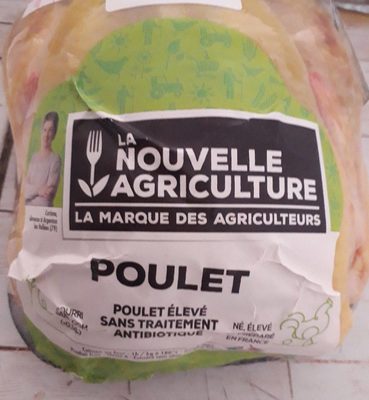 LA
NOUVELLE
AGRICULTURE
LA MARQUE DES AGRICULTEURS
POULET
POULET ÉLEVÉ
SANS TRAITEMENT
ANTIBIOTIQUE
NÉ, ÉLEVÉ
EN FRANCE